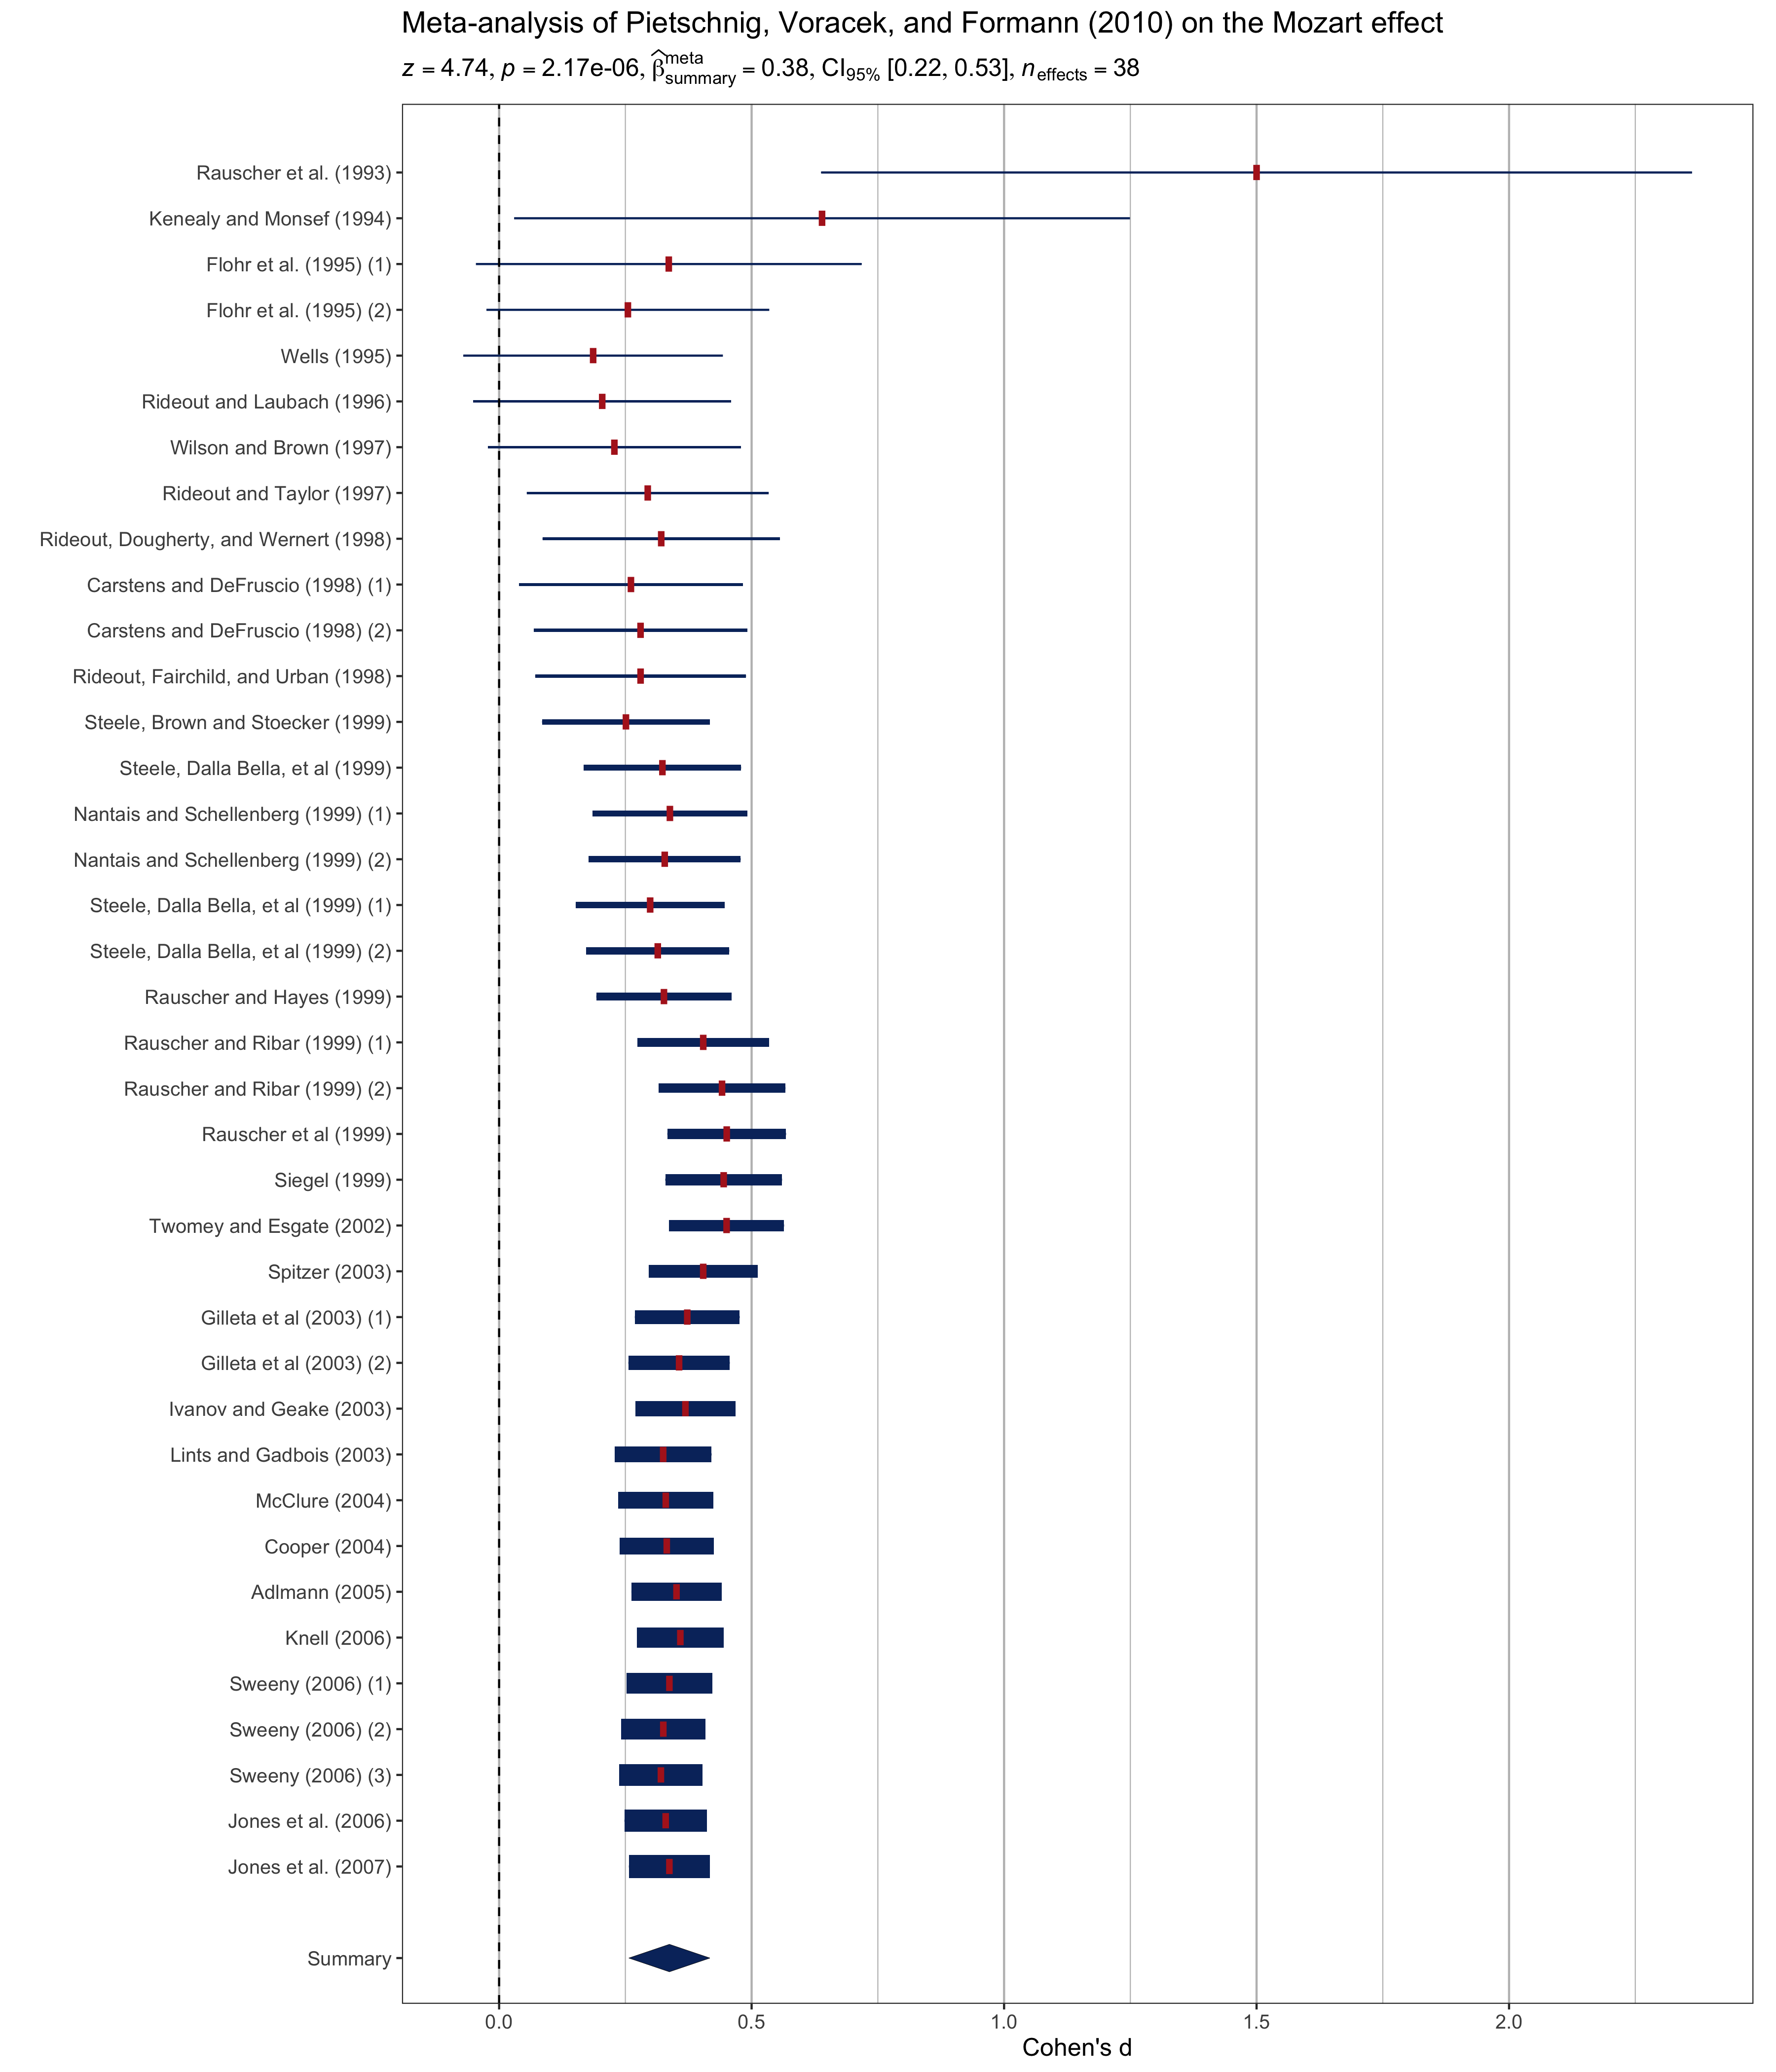 Meta-analysis of Pietschnig, Voracek, and Formann (2010) on the Mozart effect
z = 4.74, p = 2.17e-06, β̂ meta summary = 0.38, CI95% [0.22, 0.53], neffects = 38
Rauscher et al. (1993)
Kenealy and Monsef (1994)
Flohr et al. (1995) (1)
Flohr et al. (1995) (2)
Wells (1995)
Rideout and Laubach (1996)
Wilson and Brown (1997)
Rideout and Taylor (1997)
Rideout, Dougherty, and Wernert (1998)
Carstens and DeFruscio (1998) (1)
Carstens and DeFruscio (1998) (2)
Rideout, Fairchild, and Urban (1998)
Steele, Brown and Stoecker (1999)
Steele, Dalla Bella, et al (1999)
Nantais and Schellenberg (1999) (1)
Nantais and Schellenberg (1999) (2)
Steele, Dalla Bella, et al (1999) (1)
Steele, Dalla Bella, et al (1999) (2)
Rauscher and Hayes (1999)
Rauscher and Ribar (1999) (1)
Rauscher and Ribar (1999) (2)
Rauscher et al (1999)
Siegel (1999)
Twomey and Esgate (2002)
Spitzer (2003)
Gilleta et al (2003) (1)
Gilleta et al (2003) (2)
Ivanov and Geake (2003)
Lints and Gadbois (2003)
McClure (2004)
Cooper (2004)
Adlmann (2005)
Knell (2006)
Sweeny (2006) (1)
Sweeny (2006) (2)
Sweeny (2006) (3)
Jones et al. (2006)
Jones et al. (2007)
Summary
0.0 0.5 1.0 1.5 2.0
Cohen's d